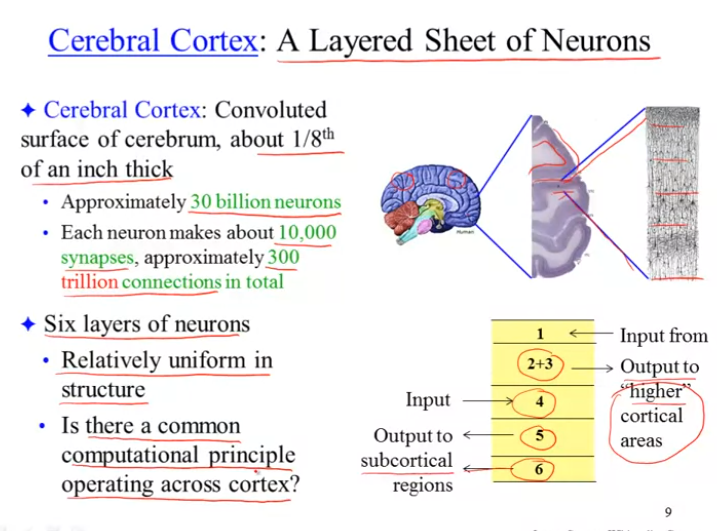 Cerebral Cortex: A Layered Sheet of Neurons
✦ Cerebral Cortex: Convoluted
surface of cerebrum, about 1/8th
of an inch thick
• Approximately 30 billion neurons
• Each neuron makes about 10,000
synapses, approximately 300
trillion connections in total
✦ Six layers of neurons
• Relatively uniform in
structure
• Is there a common
computational principle
operating across cortex?
Human
1
2+3
4
5
6
Input from
Output to
"higher"
cortical
areas
Input
Output to
subcortical
regions
9